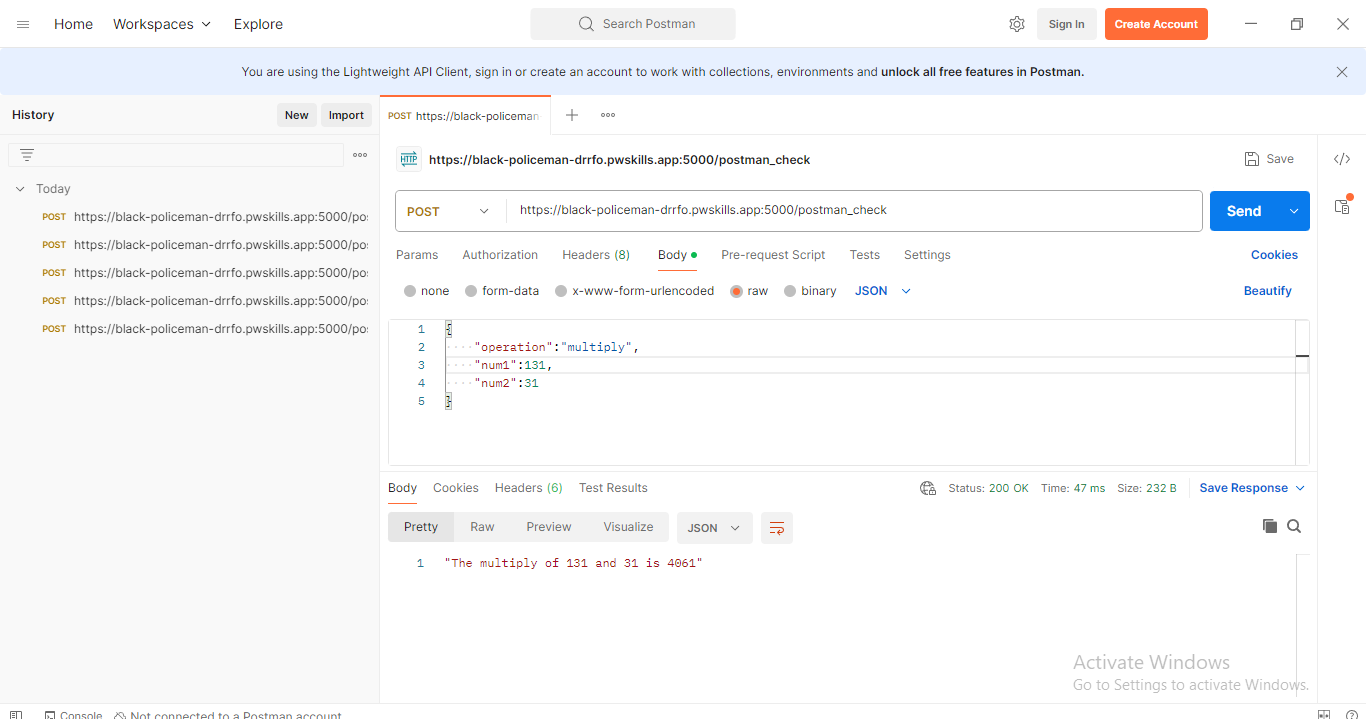 Home Workspaces Explore Search Postman Sign In Create Account
You are using the Lightweight API Client, sign in or create an account to work with collections, environments and unlock all free features in Postman.
History New Import
POST https://black-policeman
Today
POST https://black-policeman-drrfo.pwskills.app:5000/po
POST https://black-policeman-drrfo.pwskills.app:5000/po
POST https://black-policeman-drrfo.pwskills.app:5000/po
POST https://black-policeman-drrfo.pwskills.app:5000/po
POST https://black-policeman-drrfo.pwskills.app:5000/po
HTTP https://black-policeman-drrfo.pwskills.app:5000/postman_check Save </>
POST https://black-policeman-drrfo.pwskills.app:5000/postman_check Send
Params Authorization Headers (8) Body Pre-request Script Tests Settings Cookies
none form-data x-www-form-urlencoded raw binary JSON Beautify
1 {
2 "operation":"multiply",
3 "num1":131,
4 "num2":31
5 }
Body Cookies Headers (6) Test Results Status: 200 OK Time: 47 ms Size: 232 B Save Response
Pretty Raw Preview Visualize JSON
1 "The multiply of 131 and 31 is 4061"
Activate Windows
Go to Settings to activate Windows.
Console Not connected to a Postman account